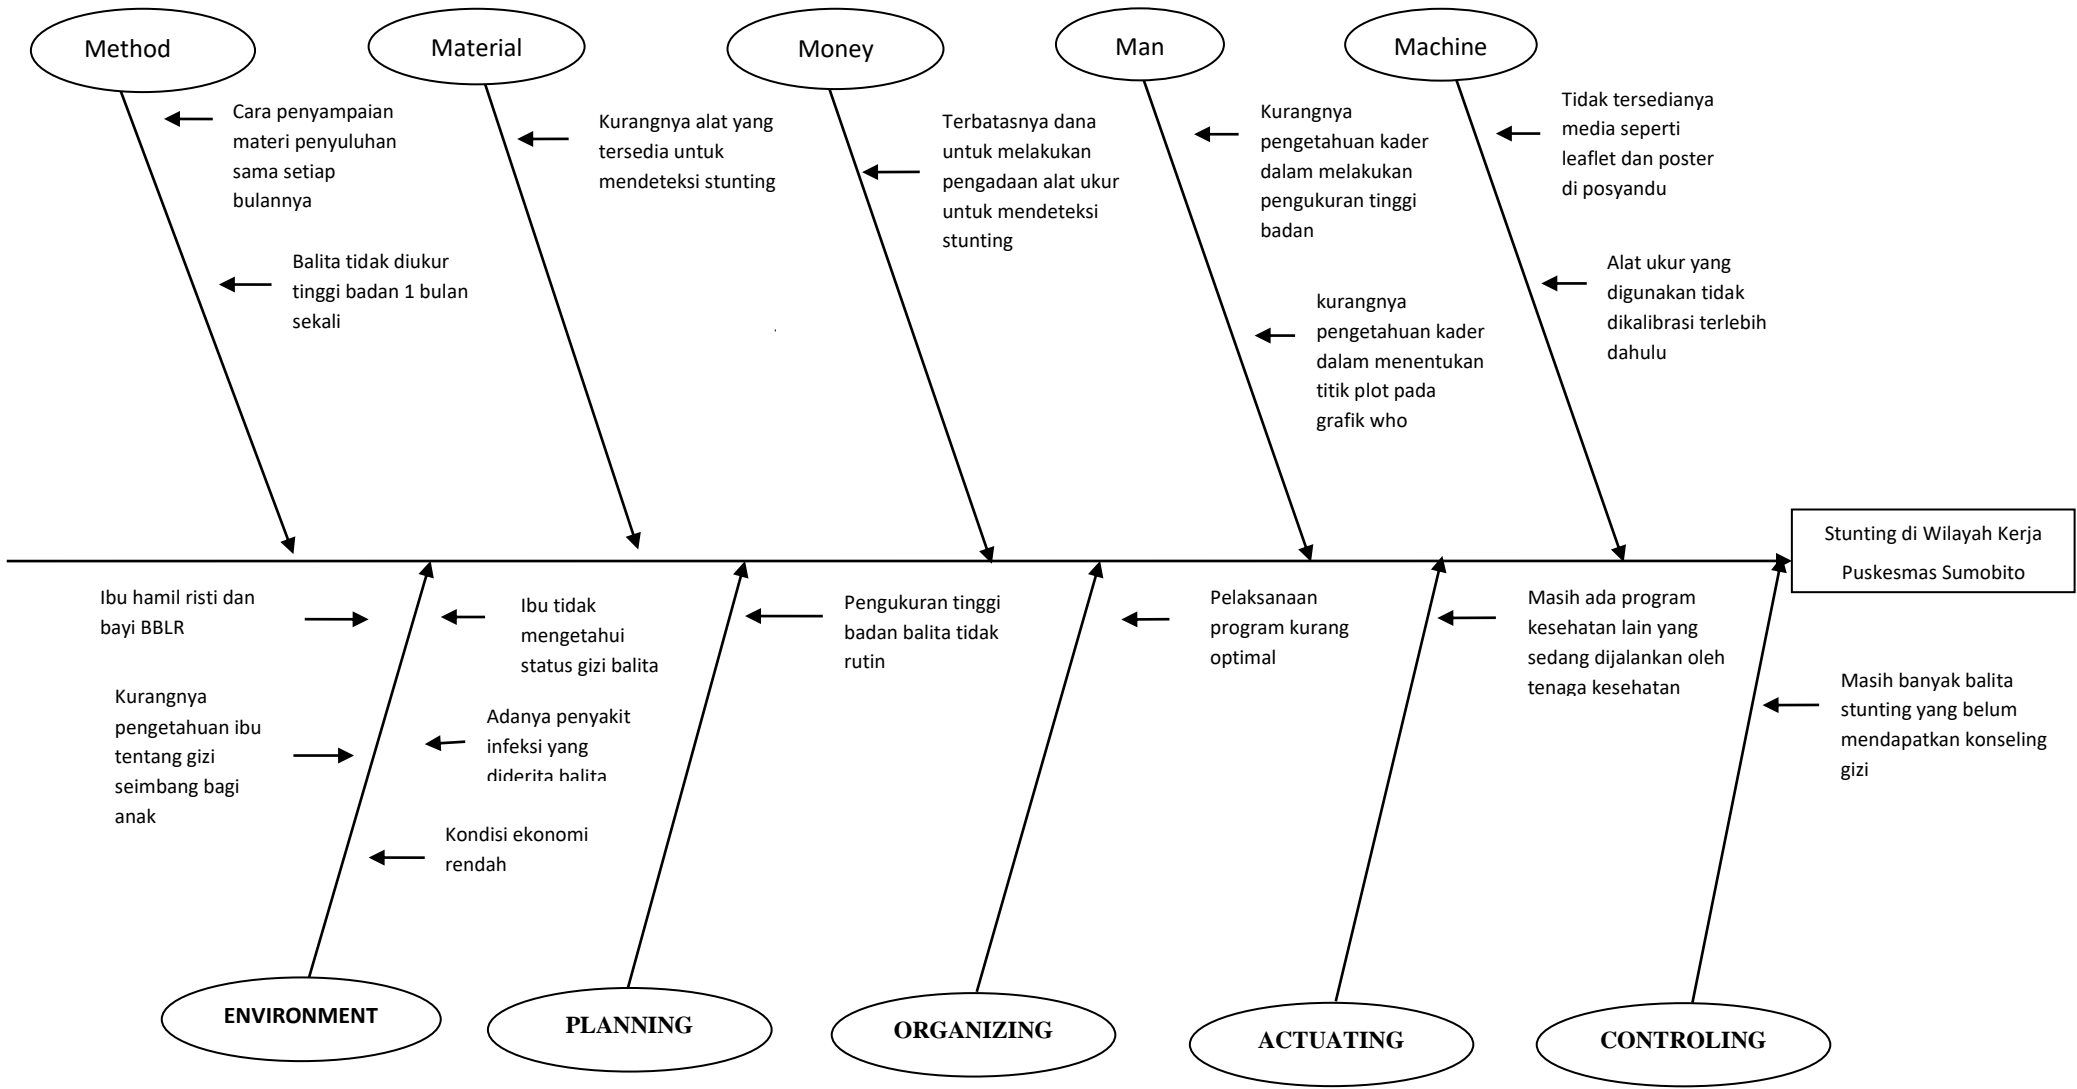 Method
Material
Money
Man
Machine
Cara penyampaian
materi penyuluhan
sama setiap
bulannya
Balita tidak diukur
tinggi badan 1 bulan
sekali
Kurangnya alat yang
tersedia untuk
mendeteksi stunting
Terbatasnya dana
untuk melakukan
pengadaan alat ukur
untuk mendeteksi
stunting
Kurangnya
pengetahuan kader
dalam melakukan
pengukuran tinggi
badan
kurangnya
pengetahuan kader
dalam menentukan
titik plot pada
grafik who
Tidak tersedianya
media seperti
leaflet dan poster
di posyandu
Alat ukur yang
digunakan tidak
dikalibrasi terlebih
dahulu
Stunting di Wilayah Kerja
Puskesmas Sumobito
Ibu hamil risti dan
bayi BBLR
Kurangnya
pengetahuan ibu
tentang gizi
seimbang bagi
anak
Ibu tidak
mengetahui
status gizi balita
Adanya penyakit
infeksi yang
diderita balita
Kondisi ekonomi
rendah
Pengukuran tinggi
badan balita tidak
rutin
Pelaksanaan
program kurang
optimal
Masih ada program
kesehatan lain yang
sedang dijalankan oleh
tenaga kesehatan
Masih banyak balita
stunting yang belum
mendapatkan konseling
gizi
ENVIRONMENT
PLANNING
ORGANIZING
ACTUATING
CONTROLING